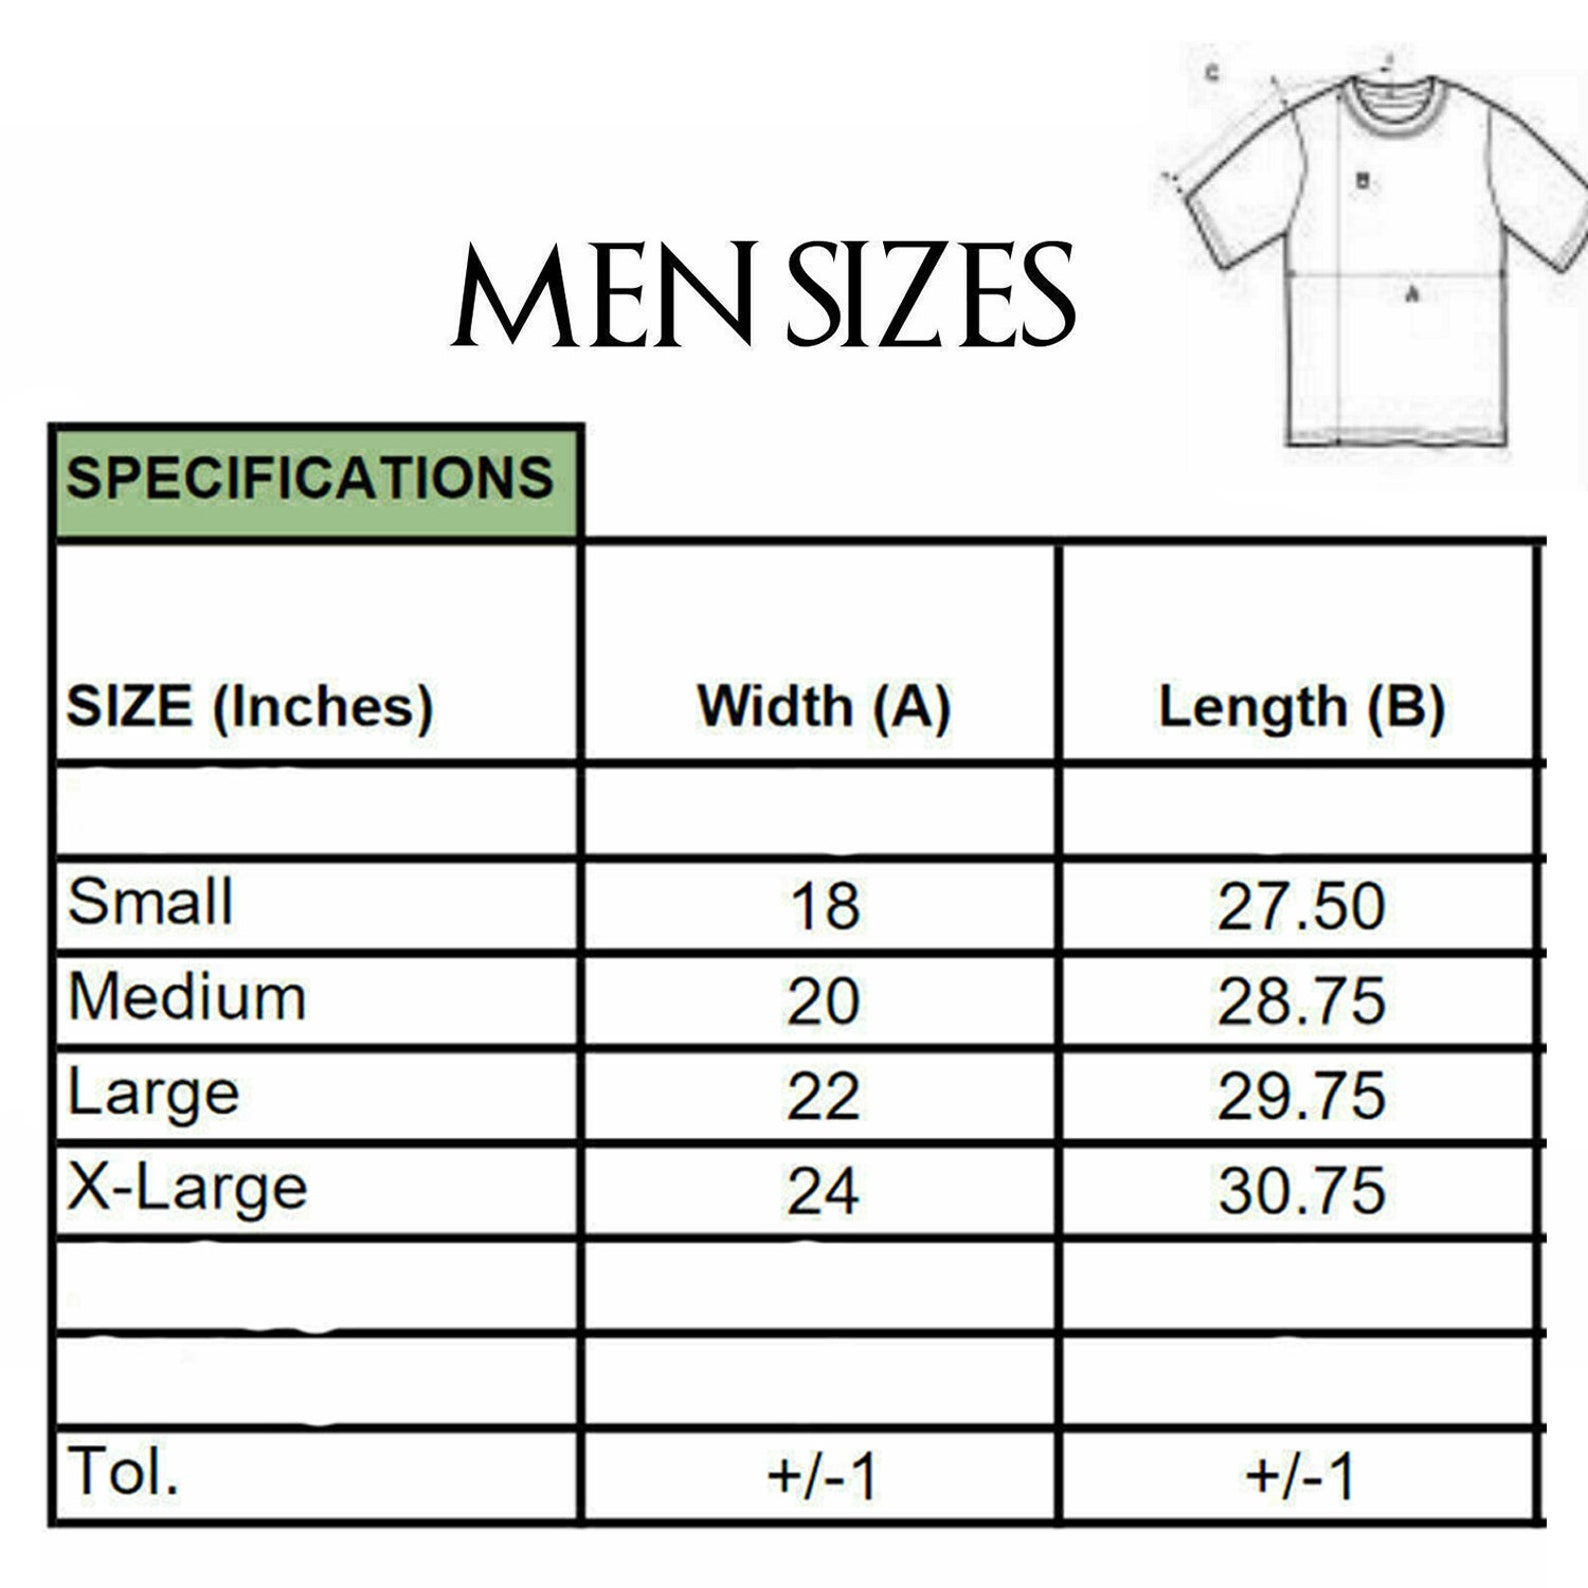 C
B
A
MEN SIZES
SPECIFICATIONS
SIZE (Inches) Width (A) Length (B)
Small 18 27.50
Medium 20 28.75
Large 22 29.75
X-Large 24 30.75
Tol. +/-1 +/-1